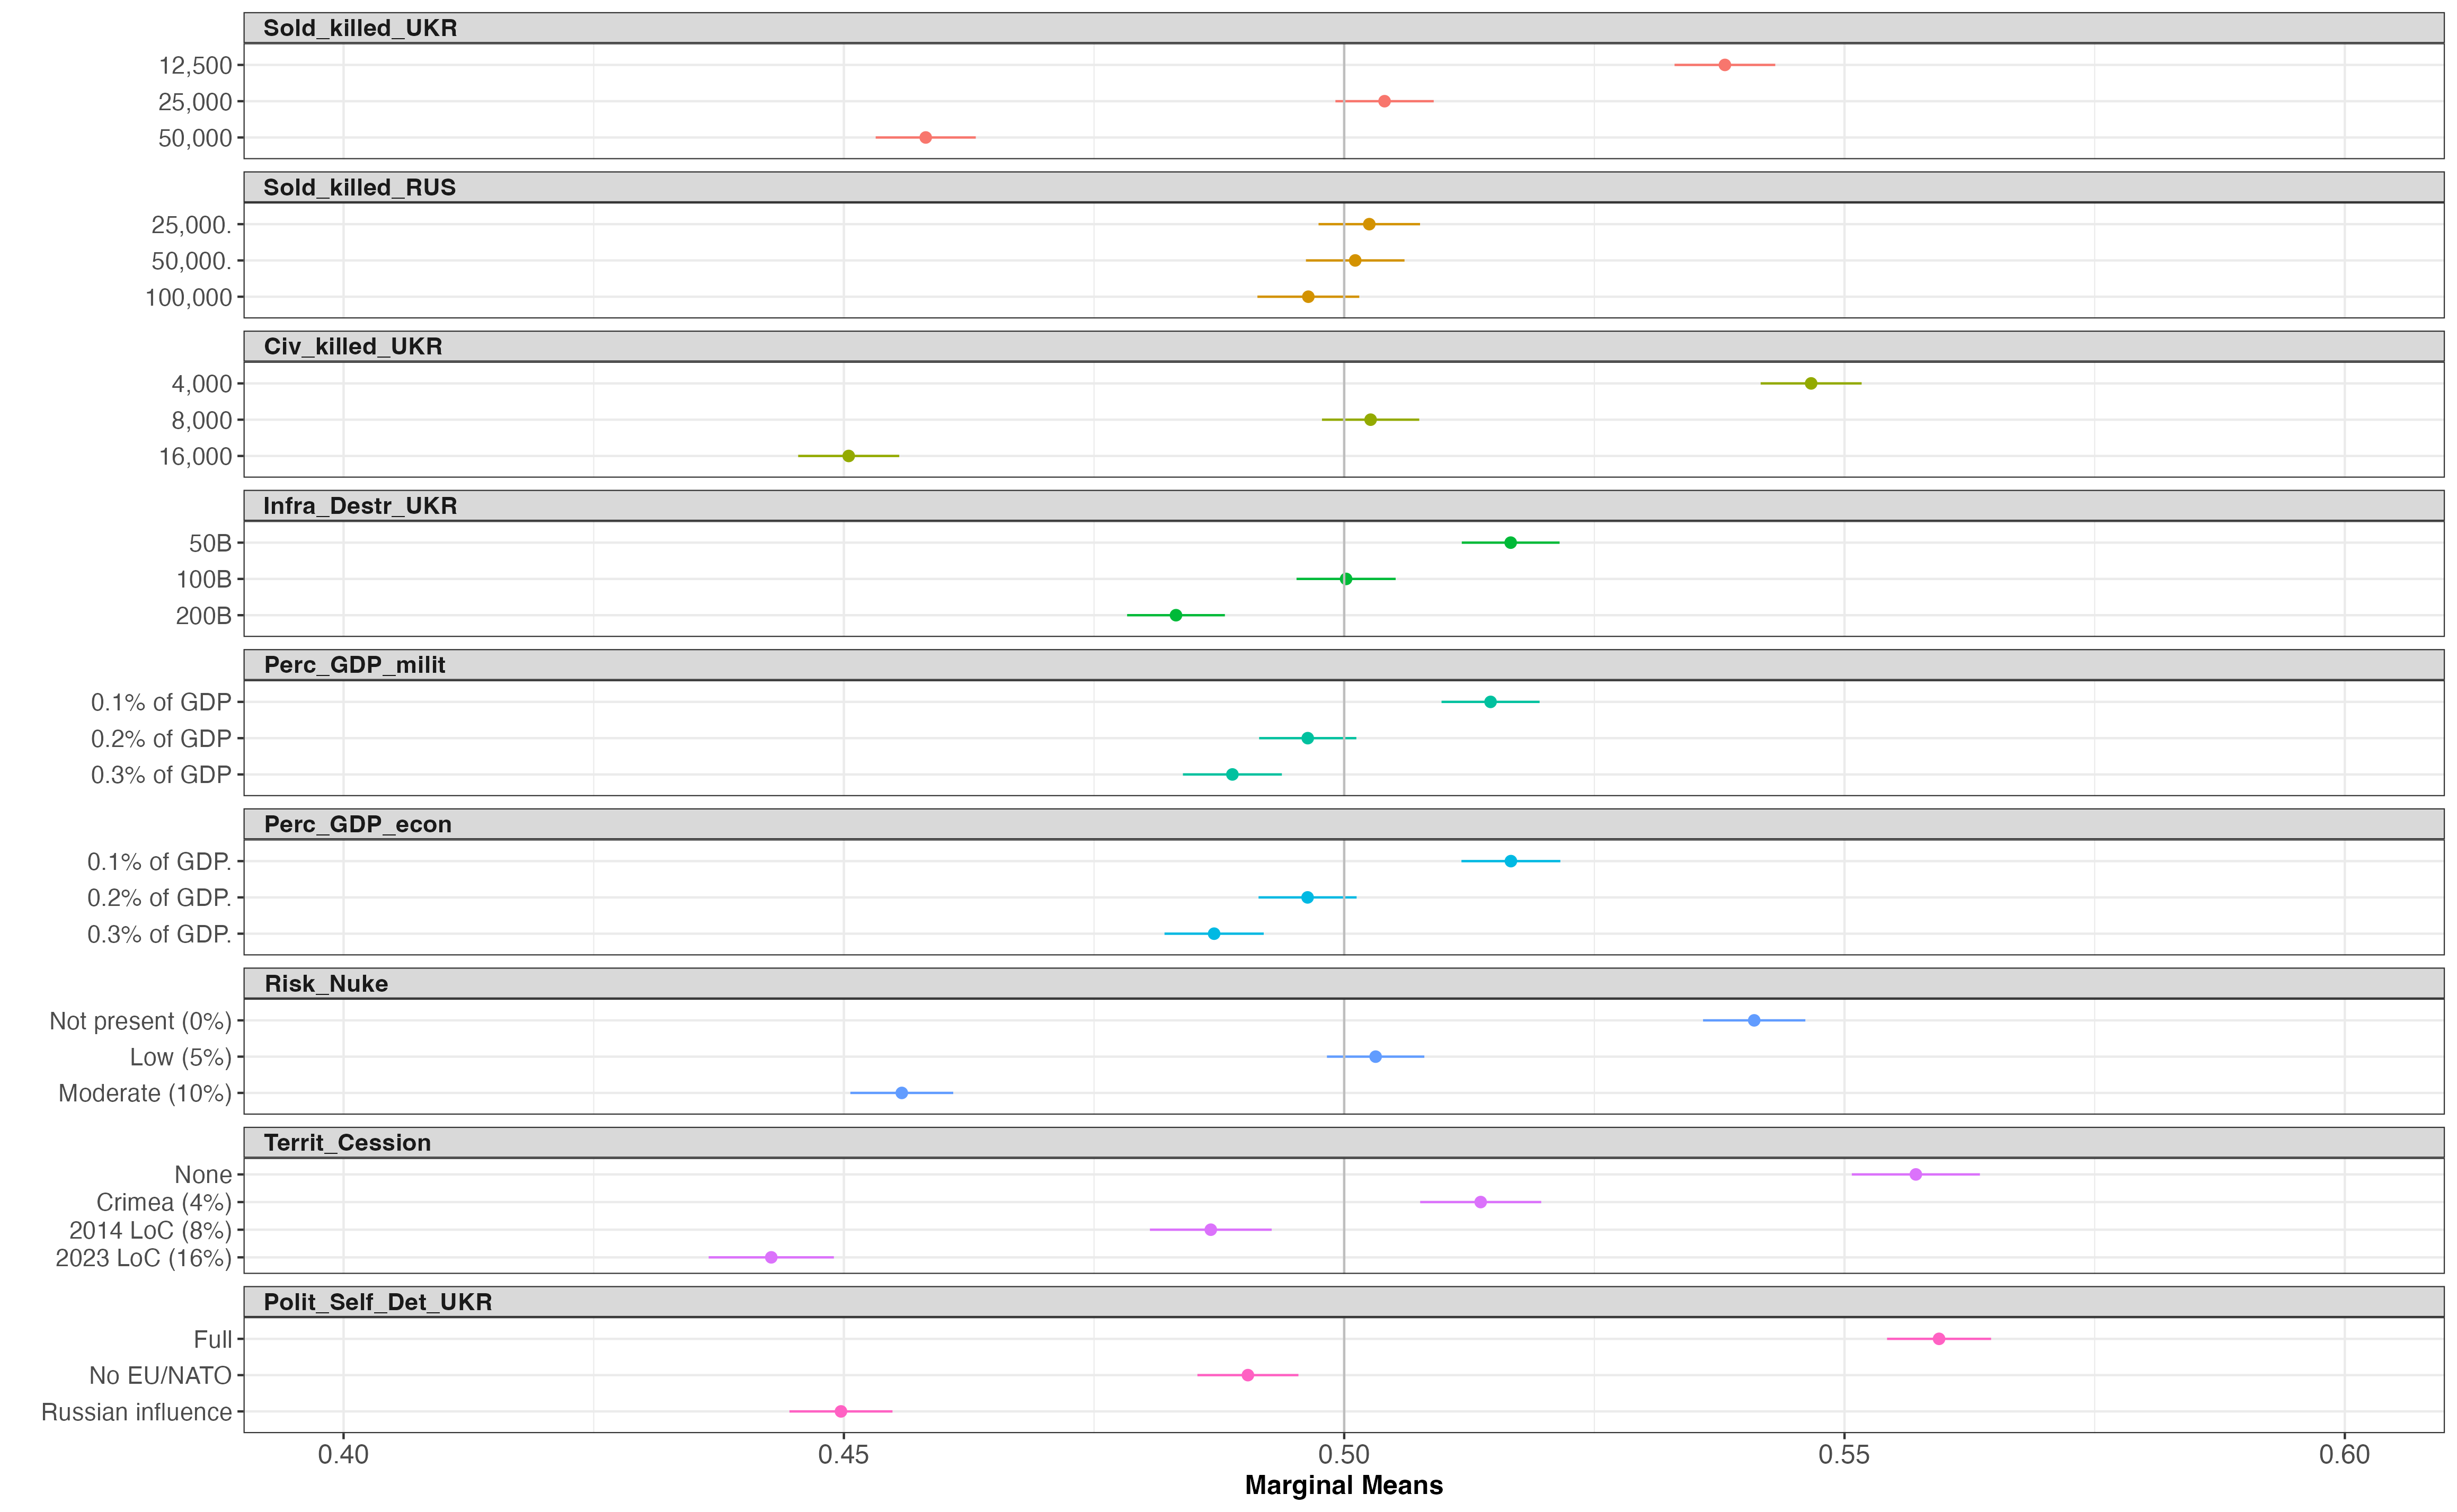 Sold_killed_UKR
12,500
25,000
50,000
Sold_killed_RUS
25,000.
50,000.
100,000
Civ_killed_UKR
4,000
8,000
16,000
Infra_Destr_UKR
50B
100B
200B
Perc_GDP_milit
0.1% of GDP
0.2% of GDP
0.3% of GDP
Perc_GDP_econ
0.1% of GDP.
0.2% of GDP.
0.3% of GDP.
Risk_Nuke
Not present (0%)
Low (5%)
Moderate (10%)
Territ_Cession
None
Crimea (4%)
2014 LoC (8%)
2023 LoC (16%)
Polit_Self_Det_UKR
Full
No EU/NATO
Russian influence
0.40 0.45 0.50 0.55 0.60
Marginal Means